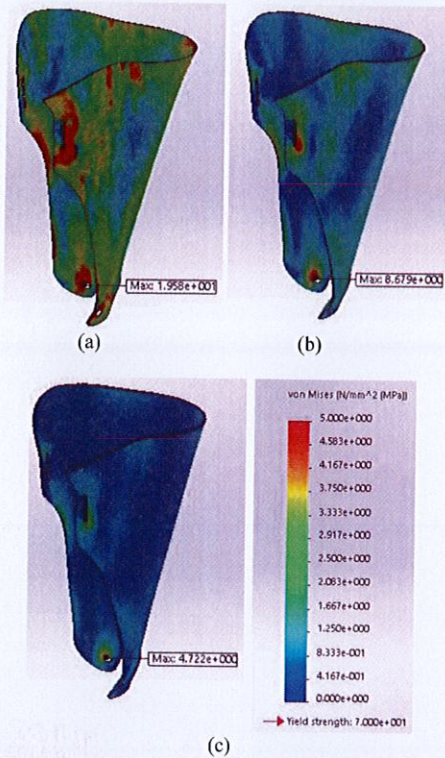 Max: 1.958e+001
Max: 8.679e+000
(a)
(b)
von Mises (N/mm^2 (MPa))
5.000e+000
4.583e+000
4.167e+000
3.750e+000
3.333e+000
2.917e+000
2.500e+000
2.083e+000
1.667e+000
1.250e+000
8.333e-001
4.167e-001
0.000e+000
Yield strength: 7.000e+001
Max: 4.722e+000
(c)